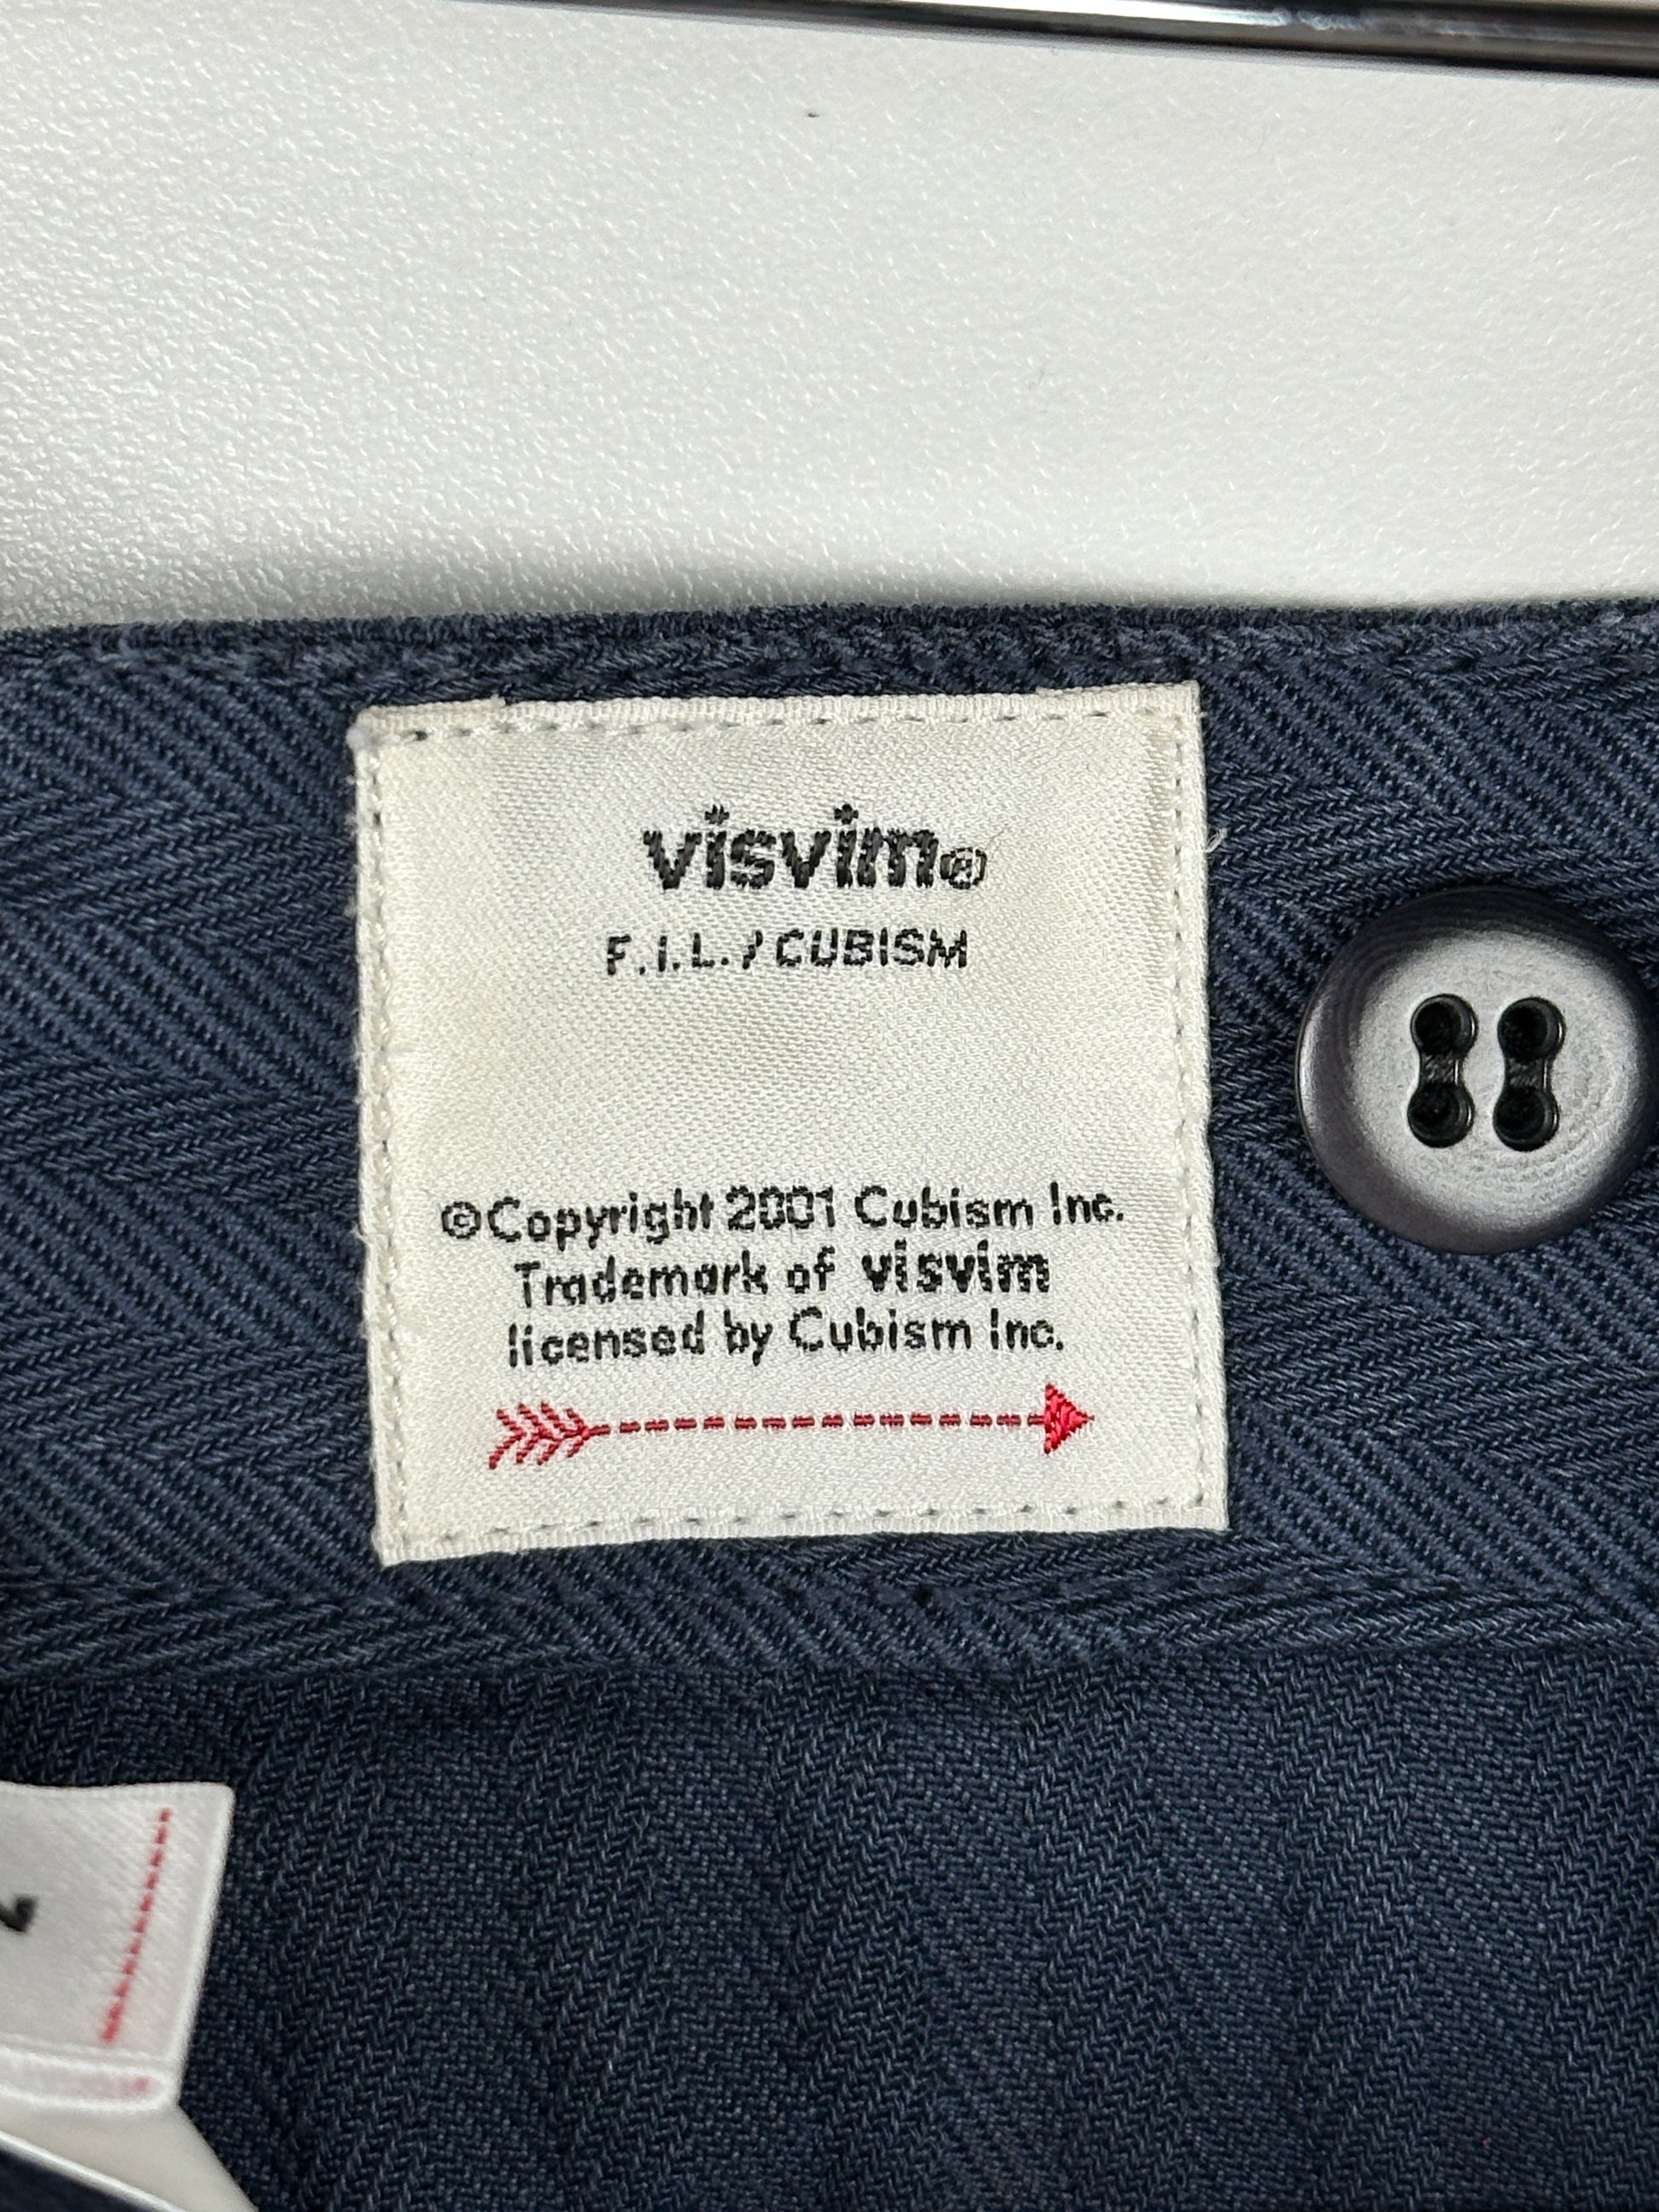 visvim®
F.I.L./CUBISM
©Copyright 2001 Cubism Inc.
Trademark of visvim
licensed by Cubism Inc.